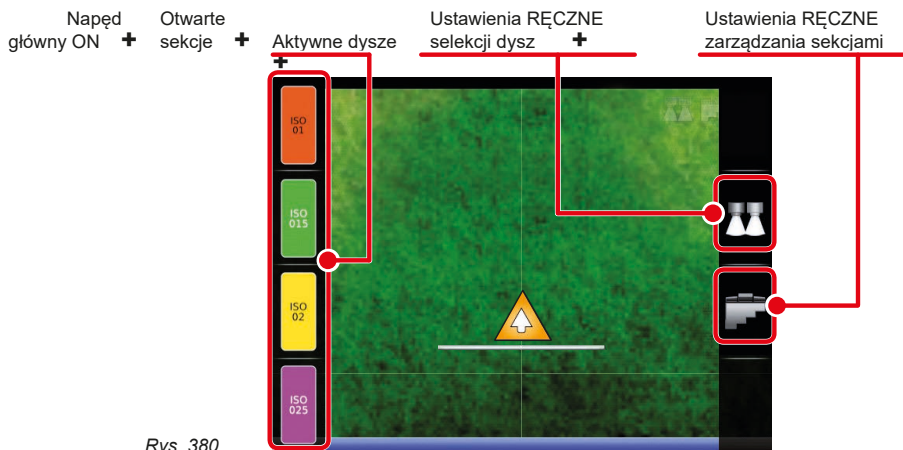 Napęd
główny ON +
Otwarte
sekcje +
Aktywne dysze
+
Ustawienia RĘCZNE
selekcji dysz +
Ustawienia RĘCZNE
zarządzania sekcjami
ISO
01
ISO
015
ISO
02
ISO
025
Rys. 380